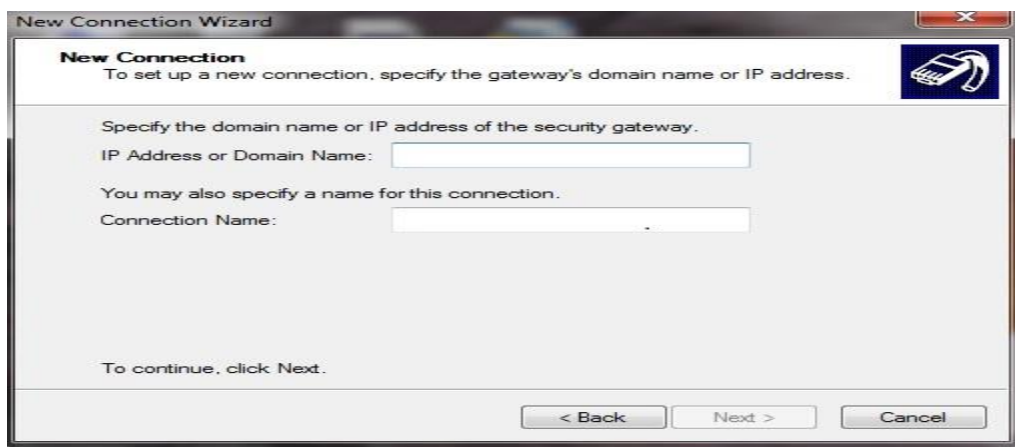 New Connection Wizard
New Connection
To set up a new connection, specify the gateway's domain name or IP address.
Specify the domain name or IP address of the security gateway.
IP Address or Domain Name:
You may also specify a name for this connection.
Connection Name:
To continue, click Next.
< Back Next > Cancel